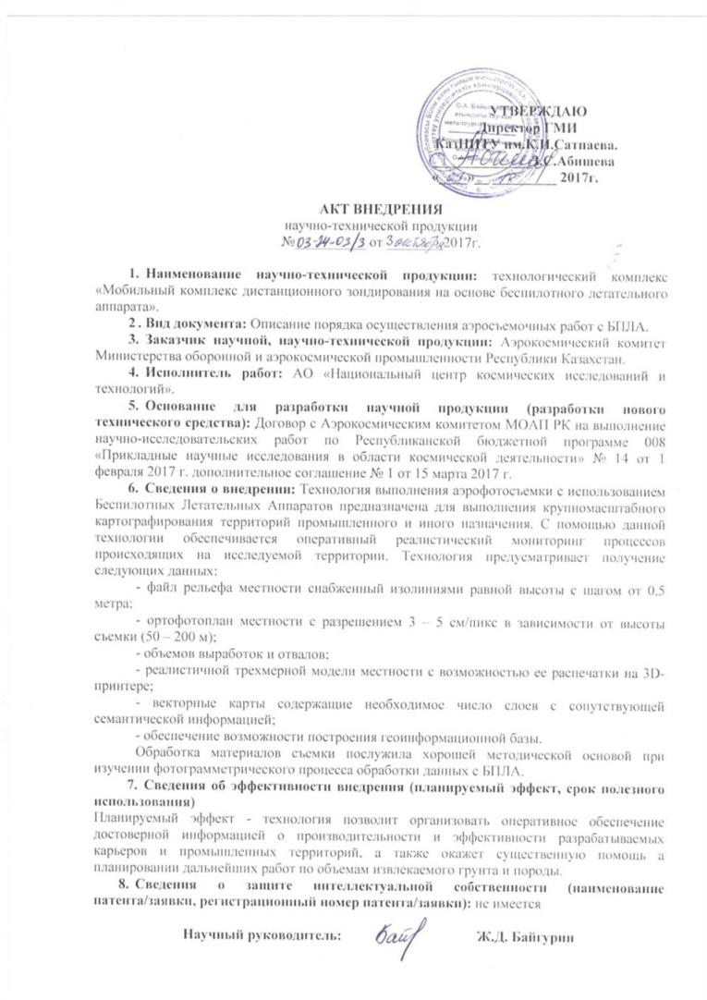 УТВЕРЖДАЮ
Директор ГМИ
КазНИТУ им.К.И.Сатпаева.
З.С.Абишева
2017г.
АКТ ВНЕДРЕНИЯ
научно-технической продукции
№ 03-24-03/3 от 3 октября 2017г.
1. Наименование научно-технической продукции: технологический комплекс
«Мобильный комплекс дистанционного зондирования на основе беспилотного летательного
аппарата».
2 . Вид документа: Описание порядка осуществления аэросъемочных работ с БПЛА.
3. Заказчик научной, научно-технической продукции: Аэрокосмический комитет
Министерства оборонной и аэрокосмической промышленности Республики Казахстан.
4. Исполнитель работ: АО «Национальный центр космических исследований и
технологий».
5. Основание для разработки научной продукции (разработки нового
технического средства): Договор с Аэрокосмическим комитетом МОАП РК на выполнение
научно-исследовательских работ по Республиканской бюджетной программе 008
«Прикладные научные исследования в области космической деятельности» № 14 от 1
февраля 2017 г. дополнительное соглашение № 1 от 15 марта 2017 г.
6. Сведения о внедрении: Технология выполнения аэрофотосъемки с использованием
Беспилотных Летательных Аппаратов предназначена для выполнения крупномасштабного
картографирования территорий промышленного и иного назначения. С помощью данной
технологии обеспечивается оперативный реалистический мониторинг процессов
происходящих на исследуемой территории. Технология предусматривает получение
следующих данных:
- файл рельефа местности снабженный изолиниями равной высоты с шагом от 0.5
метра;
- ортофотоплан местности с разрешением 3 – 5 см/пикс в зависимости от высоты
съемки (50 – 200 м);
- объемов выработок и отвалов;
- реалистичной трехмерной модели местности с возможностью ее распечатки на 3D-
принтере;
- векторные карты содержащие необходимое число слоев с сопутствующей
семантической информацией;
- обеспечение возможности построения геоинформационной базы.
Обработка материалов съемки послужила хорошей методической основой при
изучении фотограмметрического процесса обработки данных с БПЛА.
7. Сведения об эффективности внедрения (планируемый эффект, срок полезного
использования)
Планируемый эффект - технология позволит организовать оперативное обеспечение
достоверной информацией о производительности и эффективности разрабатываемых
карьеров и промышленных территорий, а также окажет существенную помощь а
планировании дальнейших работ по объемам извлекаемого грунта и породы.
8. Сведения о защите интеллектуальной собственности (наименование
патента/заявки, регистрационный номер патента/заявки): не имеется
Научный руководитель: Ж.Д. Байгурин